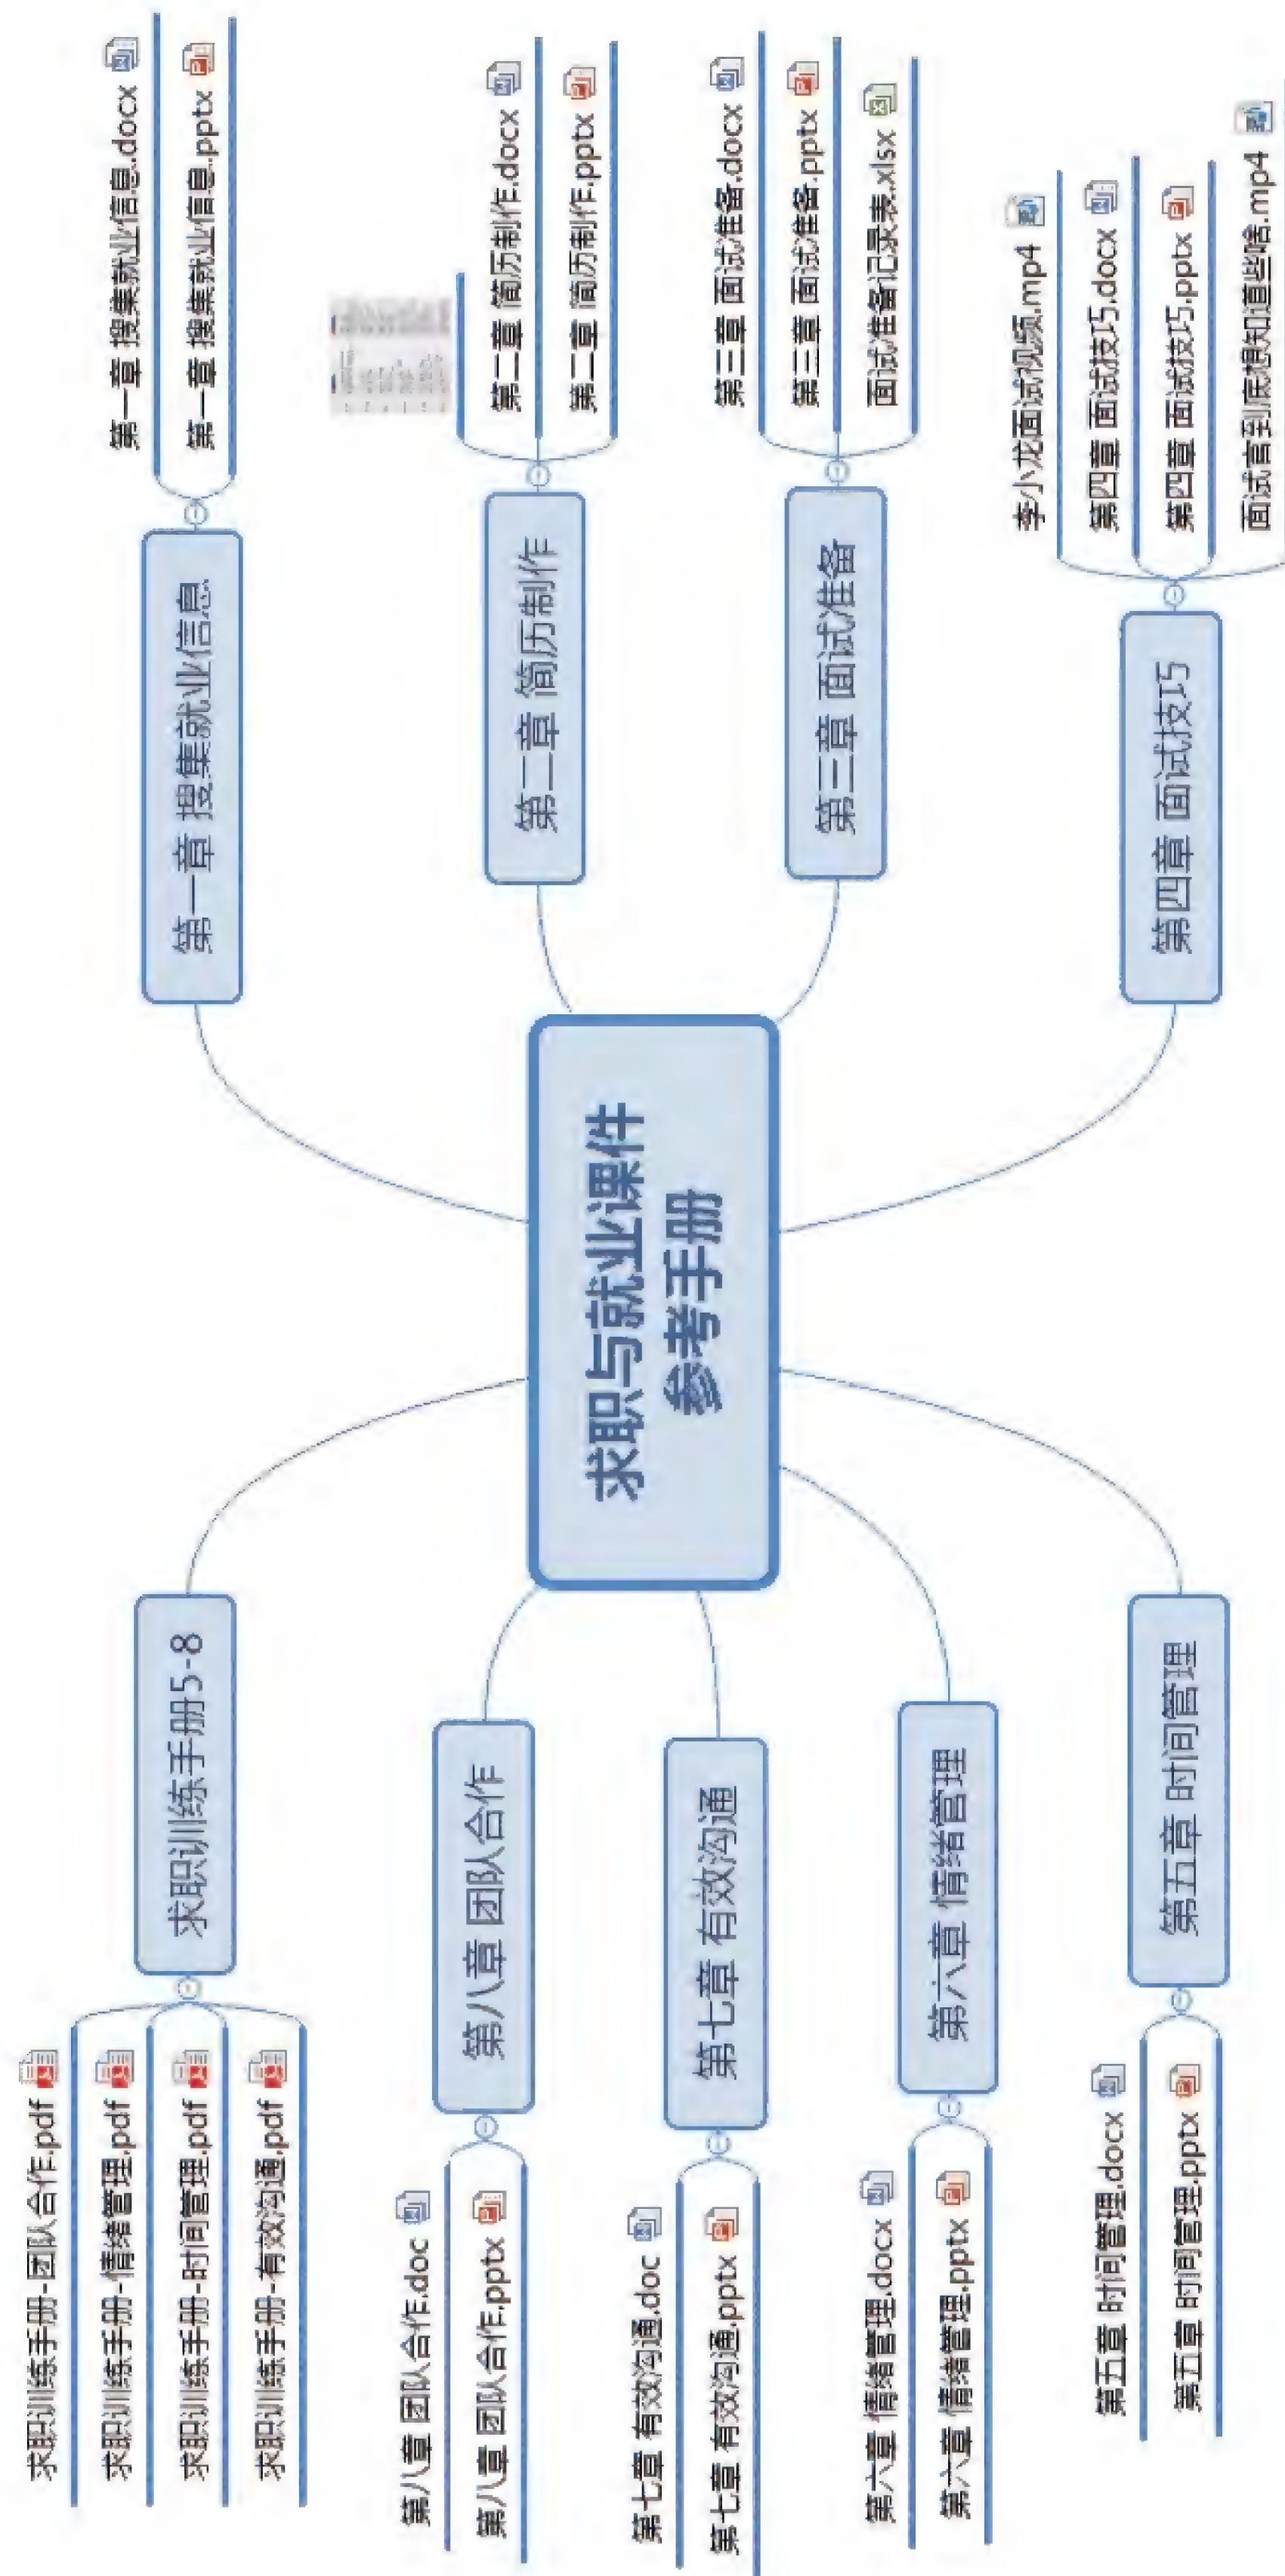 求职与就业课件
参考手册
第一章 搜集就业信息
第一章 搜集就业信息.docx
第一章 搜集就业信息.pptx
第二章 简历制作
第二章 简历制作.docx
第二章 简历制作.pptx
第三章 面试准备
第三章 面试准备.docx
第三章 面试准备.pptx
面试准备记录表.xlsx
第四章 面试技巧
李小龙面试视频.mp4
第四章 面试技巧.docx
第四章 面试技巧.pptx
面试官到底想知道些啥.mp4
求职训练手册5-8
求职训练手册-团队合作.pdf
求职训练手册-情绪管理.pdf
求职训练手册-时间管理.pdf
求职训练手册-有效沟通.pdf
第八章 团队合作
第八章 团队合作.doc
第八章 团队合作.pptx
第七章 有效沟通
第七章 有效沟通.doc
第七章 有效沟通.pptx
第六章 情绪管理
第六章 情绪管理.docx
第六章 情绪管理.pptx
第五章 时间管理
第五章 时间管理.docx
第五章 时间管理.pptx